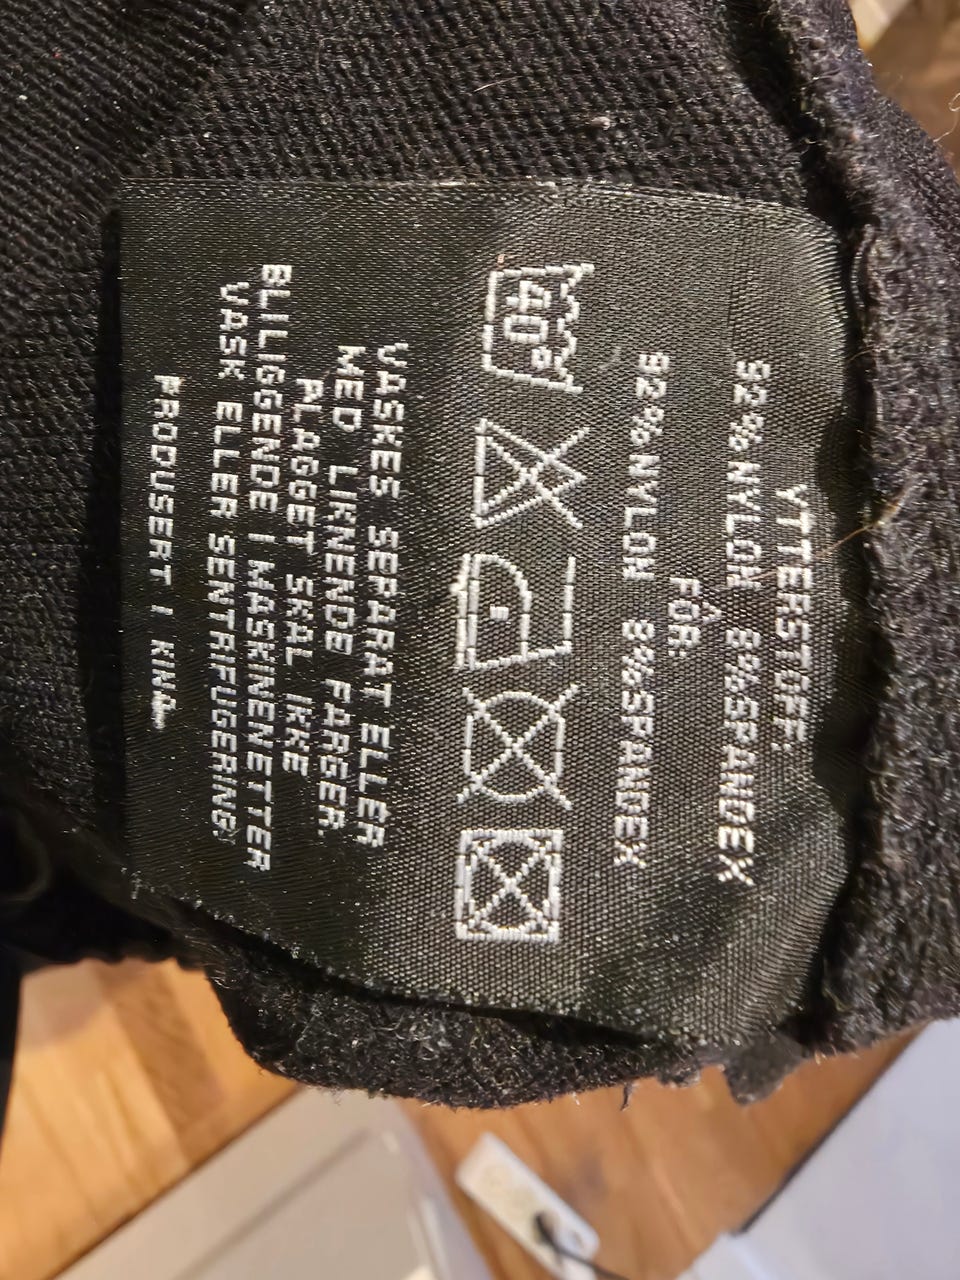 YTTERSTOFF:
92% NYLON 8% SPANDEX
FÔR:
92% NYLON 8% SPANDEX
40°
VASKES SEPARAT ELLER
MED LIKNENDE FARGER.
PLAGGET SKAL IKKE
BLI LIGGENDE I MASKINEN ETTER
VASK ELLER SENTRIFUGERING.
PRODUSERT I KINA.